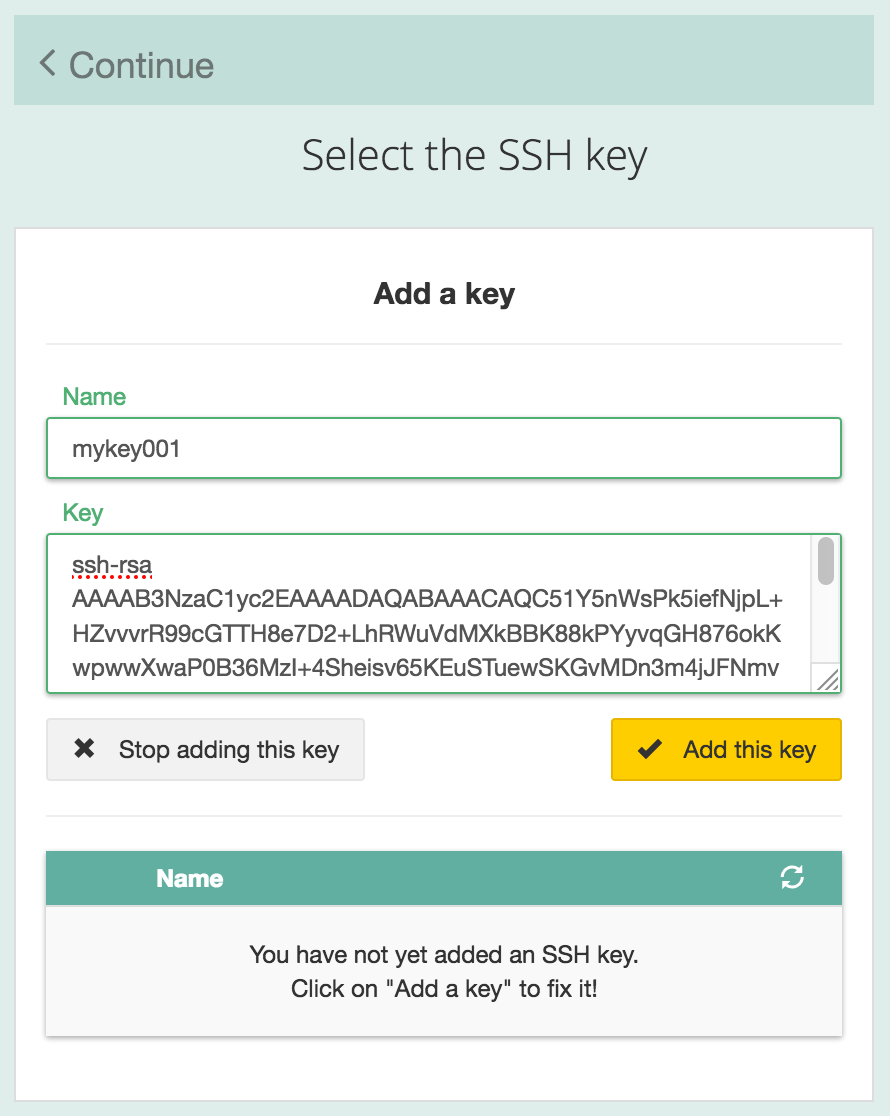 Continue
Select the SSH key
Add a key
Name
mykey001
Key
ssh-rsa
AAAAB3NzaC1yc2EAAAADAQABAAACAQC51Y5nWsPk5iefNjpL+
HZvvvrR99cGTTH8e7D2+LhRWuVdMXkBBK88kPYyvqGH876okK
wpwwXwaP0B36MzI+4Sheisv65KEuSTuewSKGvMDn3m4jJFNmv
Stop adding this key
Add this key
Name
You have not yet added an SSH key.
Click on "Add a key" to fix it!